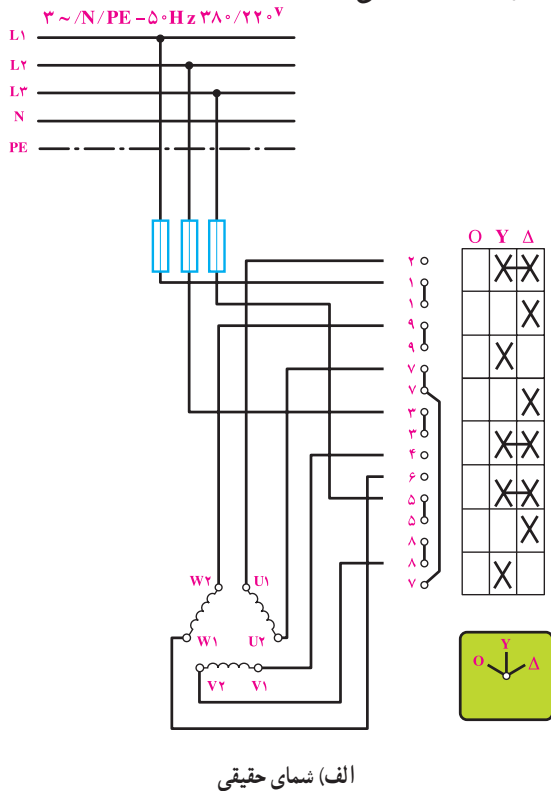 ۳ ~ / N / PE – ۵۰Hz ۳۸۰/۲۲۰ᵛ
L۱
L۲
L۳
N
PE
O Y Δ
۲
۱
۱
۹
۹
۷
۷
۳
۳
۴
۶
۵
۵
۸
۸
۷
W۲ U۱
W۱ U۲
V۲ V۱
O Y Δ
الف) شمای حقیقی